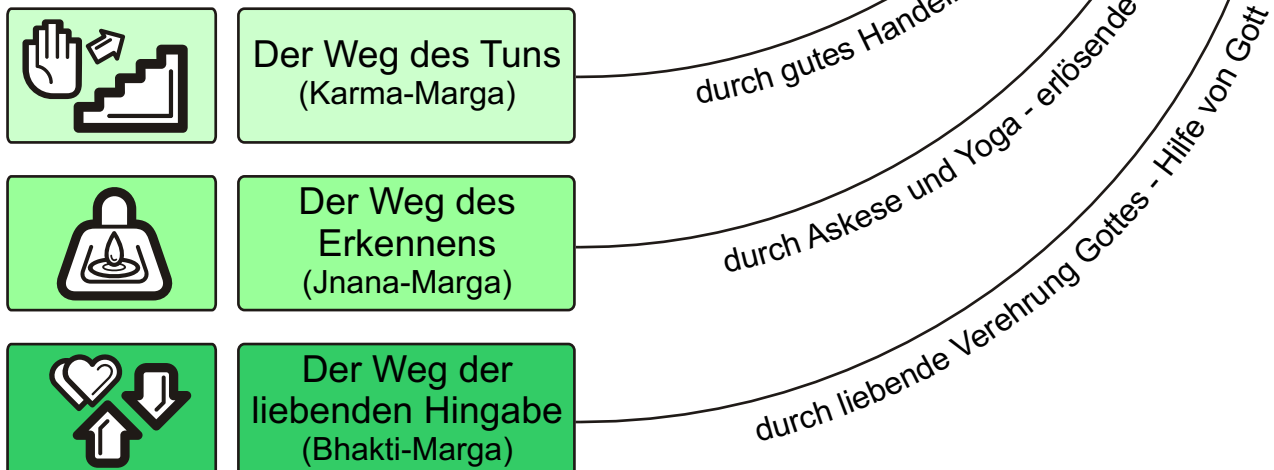 Der Weg des Tuns
(Karma-Marga)
durch gutes Handeln
Der Weg des
Erkennens
(Jnana-Marga)
durch Askese und Yoga - erlösende
Der Weg der
liebenden Hingabe
(Bhakti-Marga)
durch liebende Verehrung Gottes - Hilfe von Gott